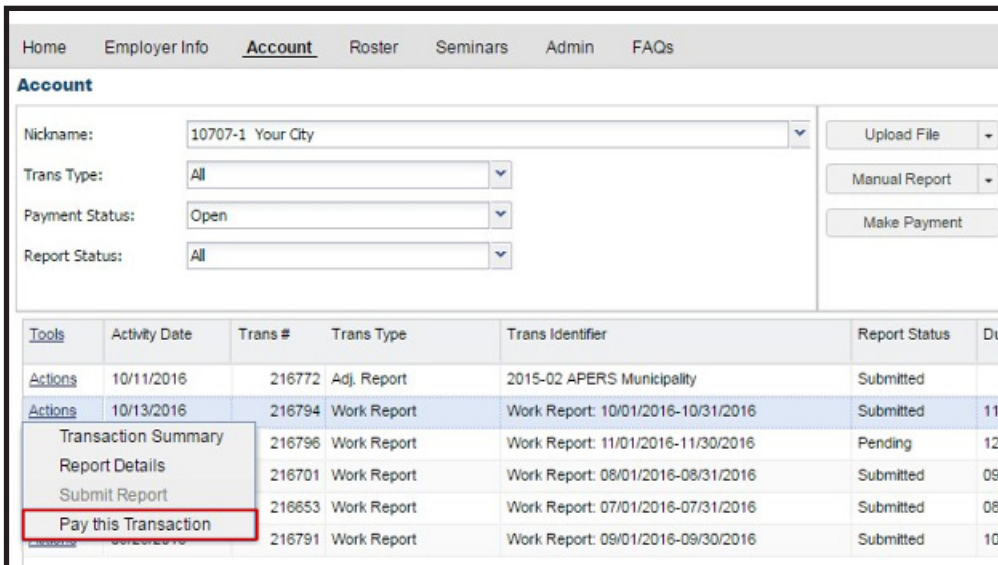 Home Employer Info Account Roster Seminars Admin FAQs
Account
Nickname: 10707-1 Your City Upload File
Trans Type: All Manual Report
Payment Status: Open Make Payment
Report Status: All
Tools Activity Date Trans # Trans Type Trans Identifier Report Status
Actions 10/11/2016 216772 Adj. Report 2015-02 APERS Municipality Submitted
Actions 10/13/2016 216794 Work Report Work Report: 10/01/2016-10/31/2016 Submitted 11
Transaction Summary 216796 Work Report Work Report: 11/01/2016-11/30/2016 Pending 12
Report Details 216701 Work Report Work Report: 08/01/2016-08/31/2016 Submitted 09
Submit Report 216653 Work Report Work Report: 07/01/2016-07/31/2016 Submitted 08
Pay this Transaction 216791 Work Report Work Report: 09/01/2016-09/30/2016 Submitted 10